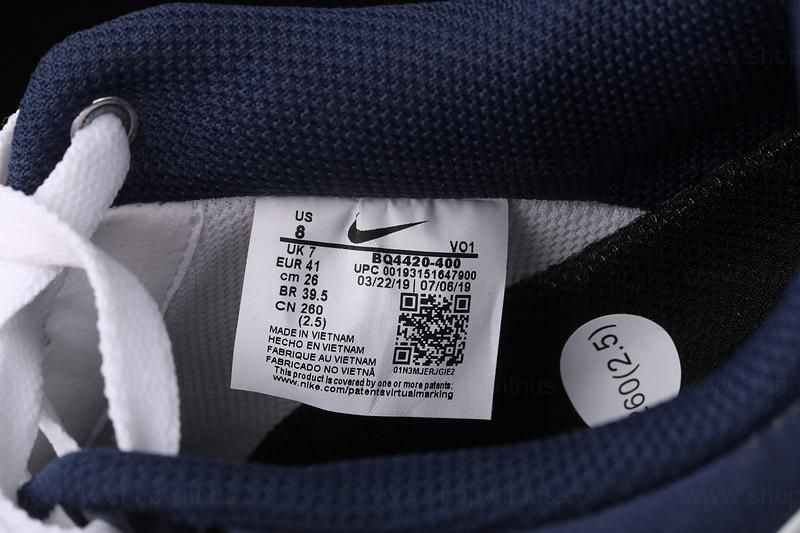 US
8
UK 7
EUR 41
cm 26
BR 39.5
CN 260
(2.5)
VO1
BQ4420-400
UPC 00193151647900
03/22/19 | 07/06/19
01N3MJERJGIE2
MADE IN VIETNAM
HECHO EN VIETNAM
FABRIQUE AU VIETNAM
FABRICADO NO VIETNÃ
This product is covered by one or more patents:
www.nike.com/patentsvirtualmarking
260(2.5)